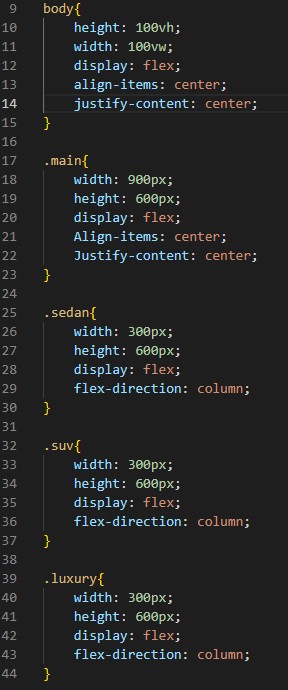 9 body{
10 height: 100vh;
11 width: 100vw;
12 display: flex;
13 align-items: center;
14 justify-content: center;
15 }
16
17 .main{
18 width: 900px;
19 height: 600px;
20 display: flex;
21 Align-items: center;
22 Justify-content: center;
23 }
24
25 .sedan{
26 width: 300px;
27 height: 600px;
28 display: flex;
29 flex-direction: column;
30 }
31
32 .suv{
33 width: 300px;
34 height: 600px;
35 display: flex;
36 flex-direction: column;
37 }
38
39 .luxury{
40 width: 300px;
41 height: 600px;
42 display: flex;
43 flex-direction: column;
44 }